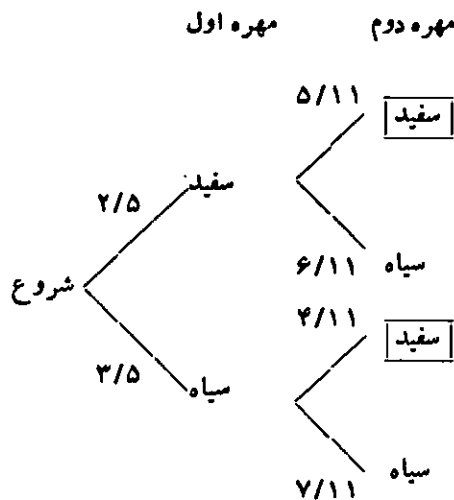 مهره اول مهره دوم
۵/۱۱
سفید
سفید
۲/۵
۶/۱۱ سیاه
شروع
۴/۱۱
سفید
۳/۵
سیاه
سیاه
۷/۱۱